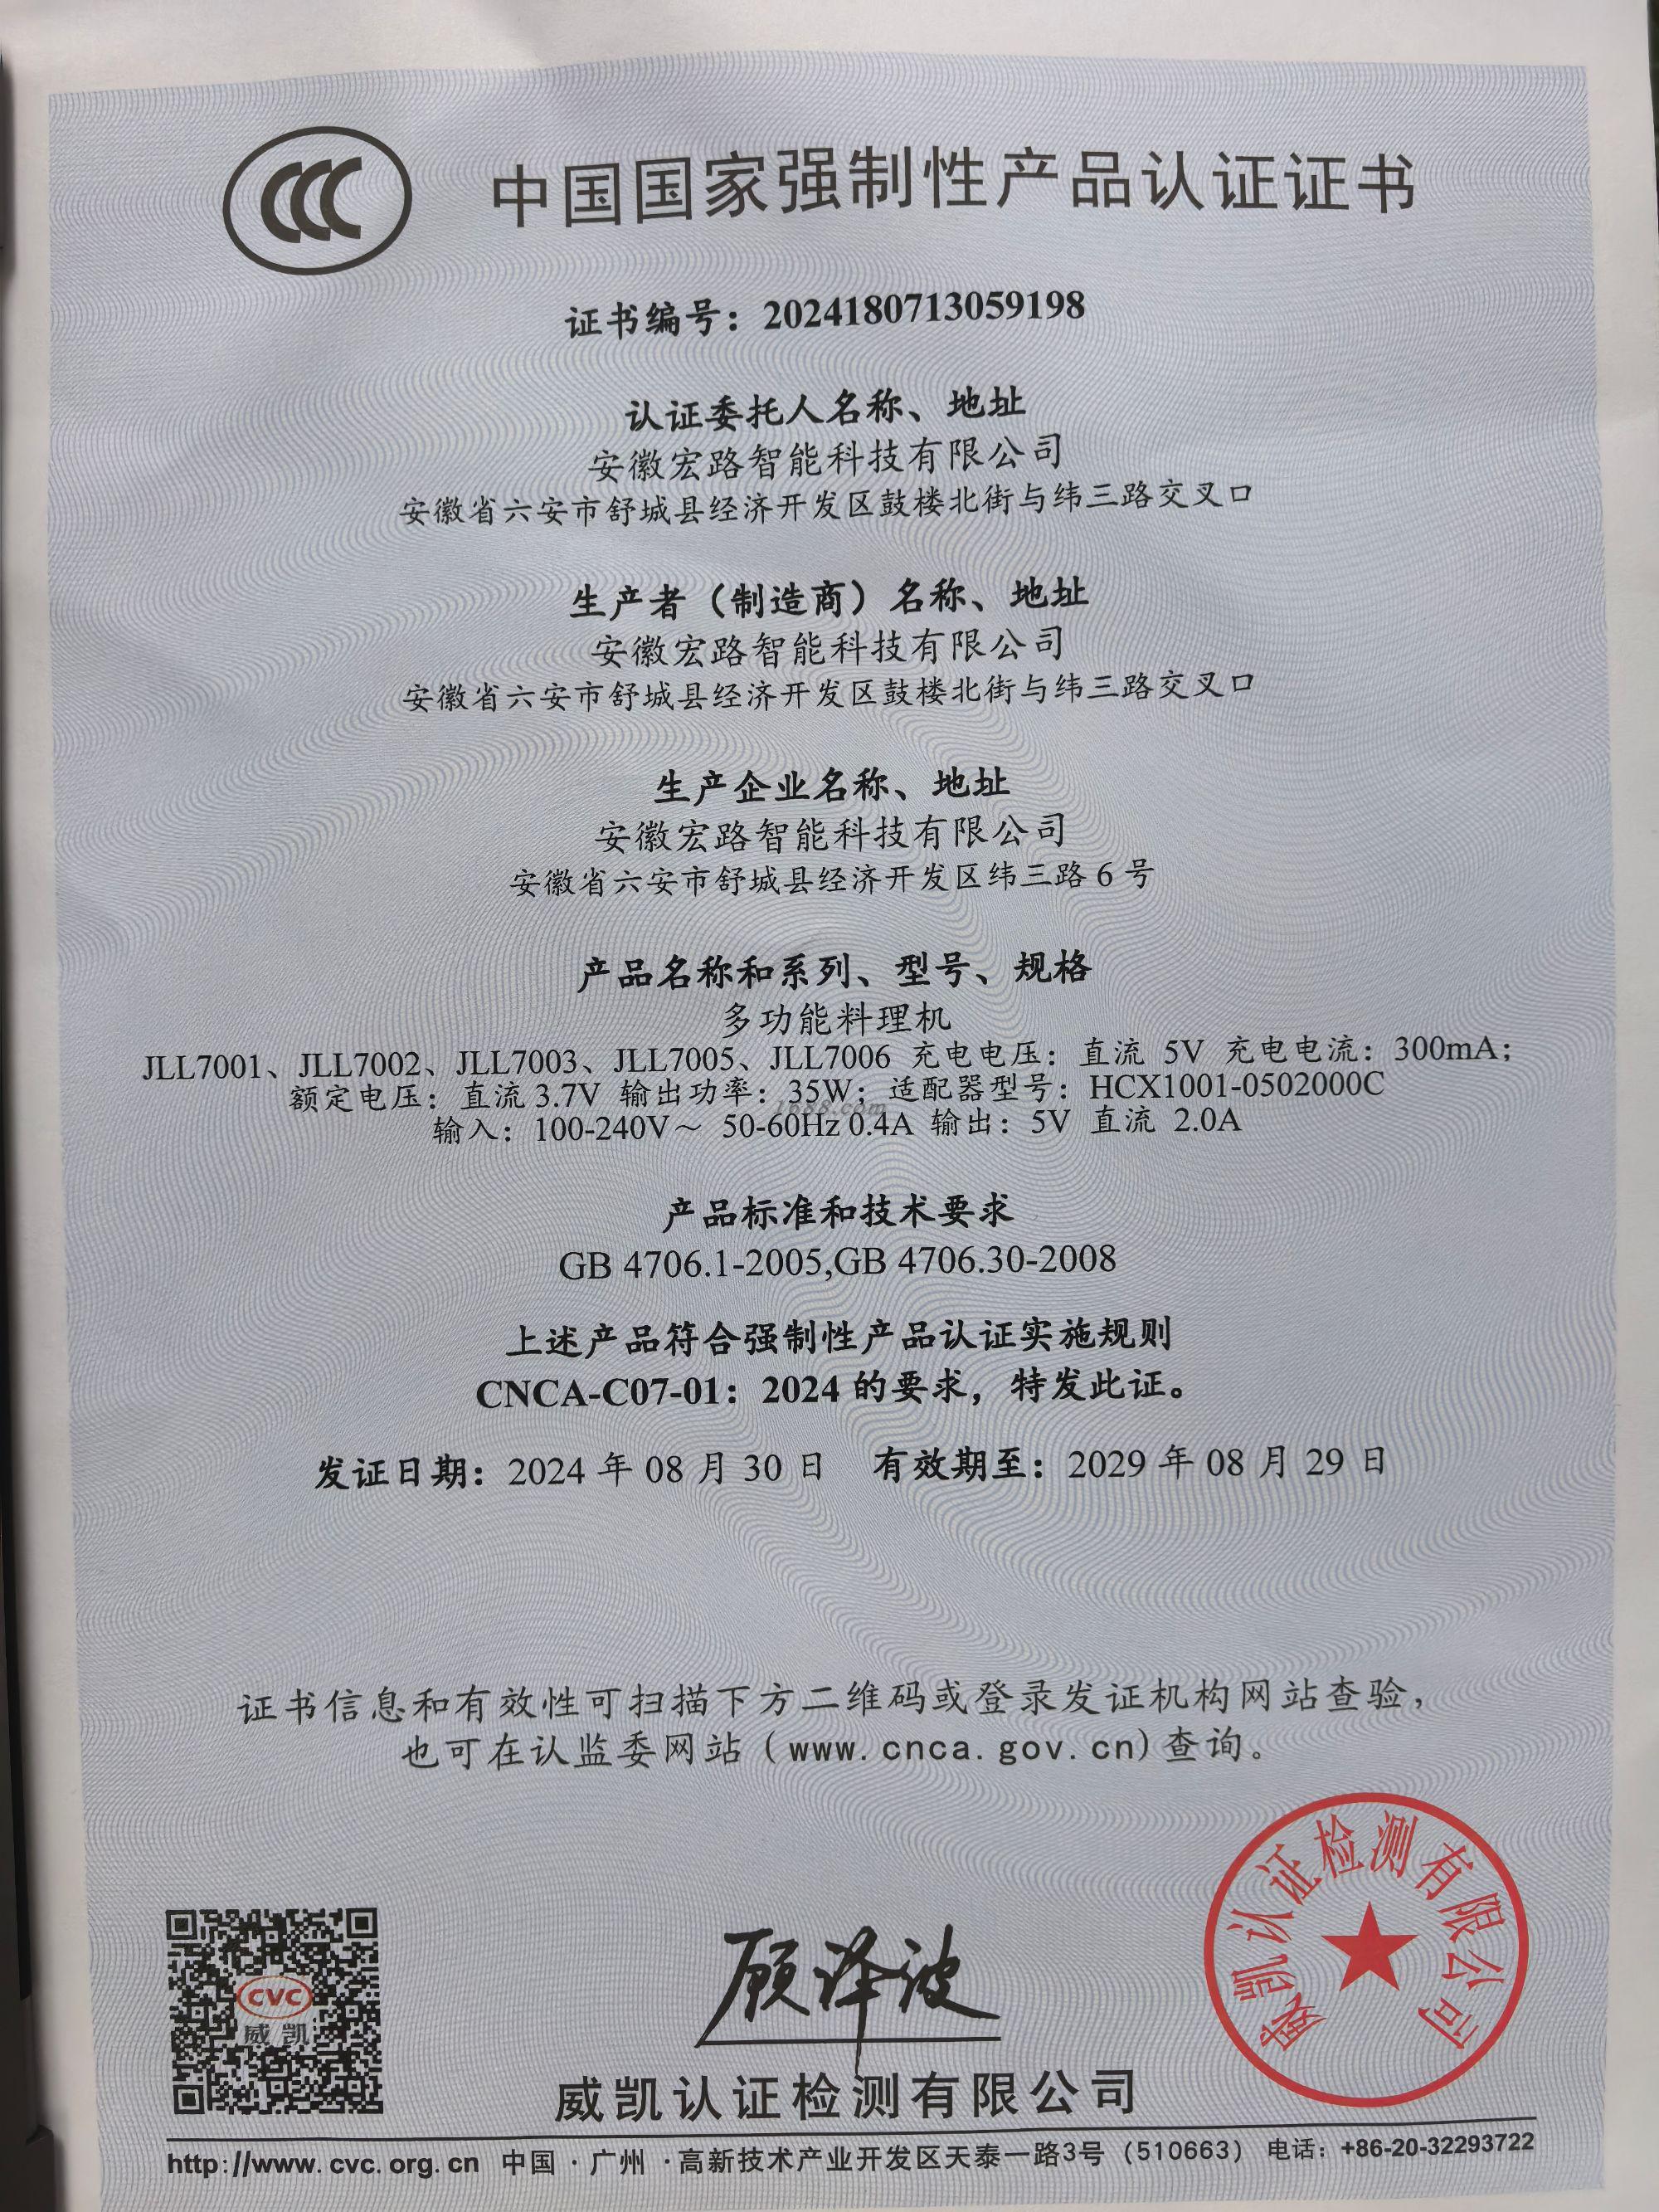 CCC 中国国家强制性产品认证证书
证书编号：2024180713059198
认证委托人名称、地址
安徽宏路智能科技有限公司
安徽省六安市舒城县经济开发区鼓楼北街与纬三路交叉口
生产者（制造商）名称、地址
安徽宏路智能科技有限公司
安徽省六安市舒城县经济开发区鼓楼北街与纬三路交叉口
生产企业名称、地址
安徽宏路智能科技有限公司
安徽省六安市舒城县经济开发区纬三路 6 号
产品名称和系列、型号、规格
多功能料理机
JLL7001、JLL7002、JLL7003、JLL7005、JLL7006 充电电压：直流 5V 充电电流：300mA；
额定电压：直流 3.7V 输出功率：35W；适配器型号：HCX1001-0502000C
1688.com
输入：100-240V～ 50-60Hz 0.4A 输出：5V 直流 2.0A
产品标准和技术要求
GB 4706.1-2005,GB 4706.30-2008
上述产品符合强制性产品认证实施规则
CNCA-C07-01：2024 的要求，特发此证。
发证日期：2024 年 08 月 30 日 有效期至：2029 年 08 月 29 日
证书信息和有效性可扫描下方二维码或登录发证机构网站查验，
也可在认监委网站（www.cnca.gov.cn）查询。
威凯认证检测有限公司
CVC
威凯
顾泽波
威凯认证检测有限公司
http://www.cvc.org.cn 中国·广州·高新技术产业开发区天泰一路3号（510663） 电话：+86-20-32293722